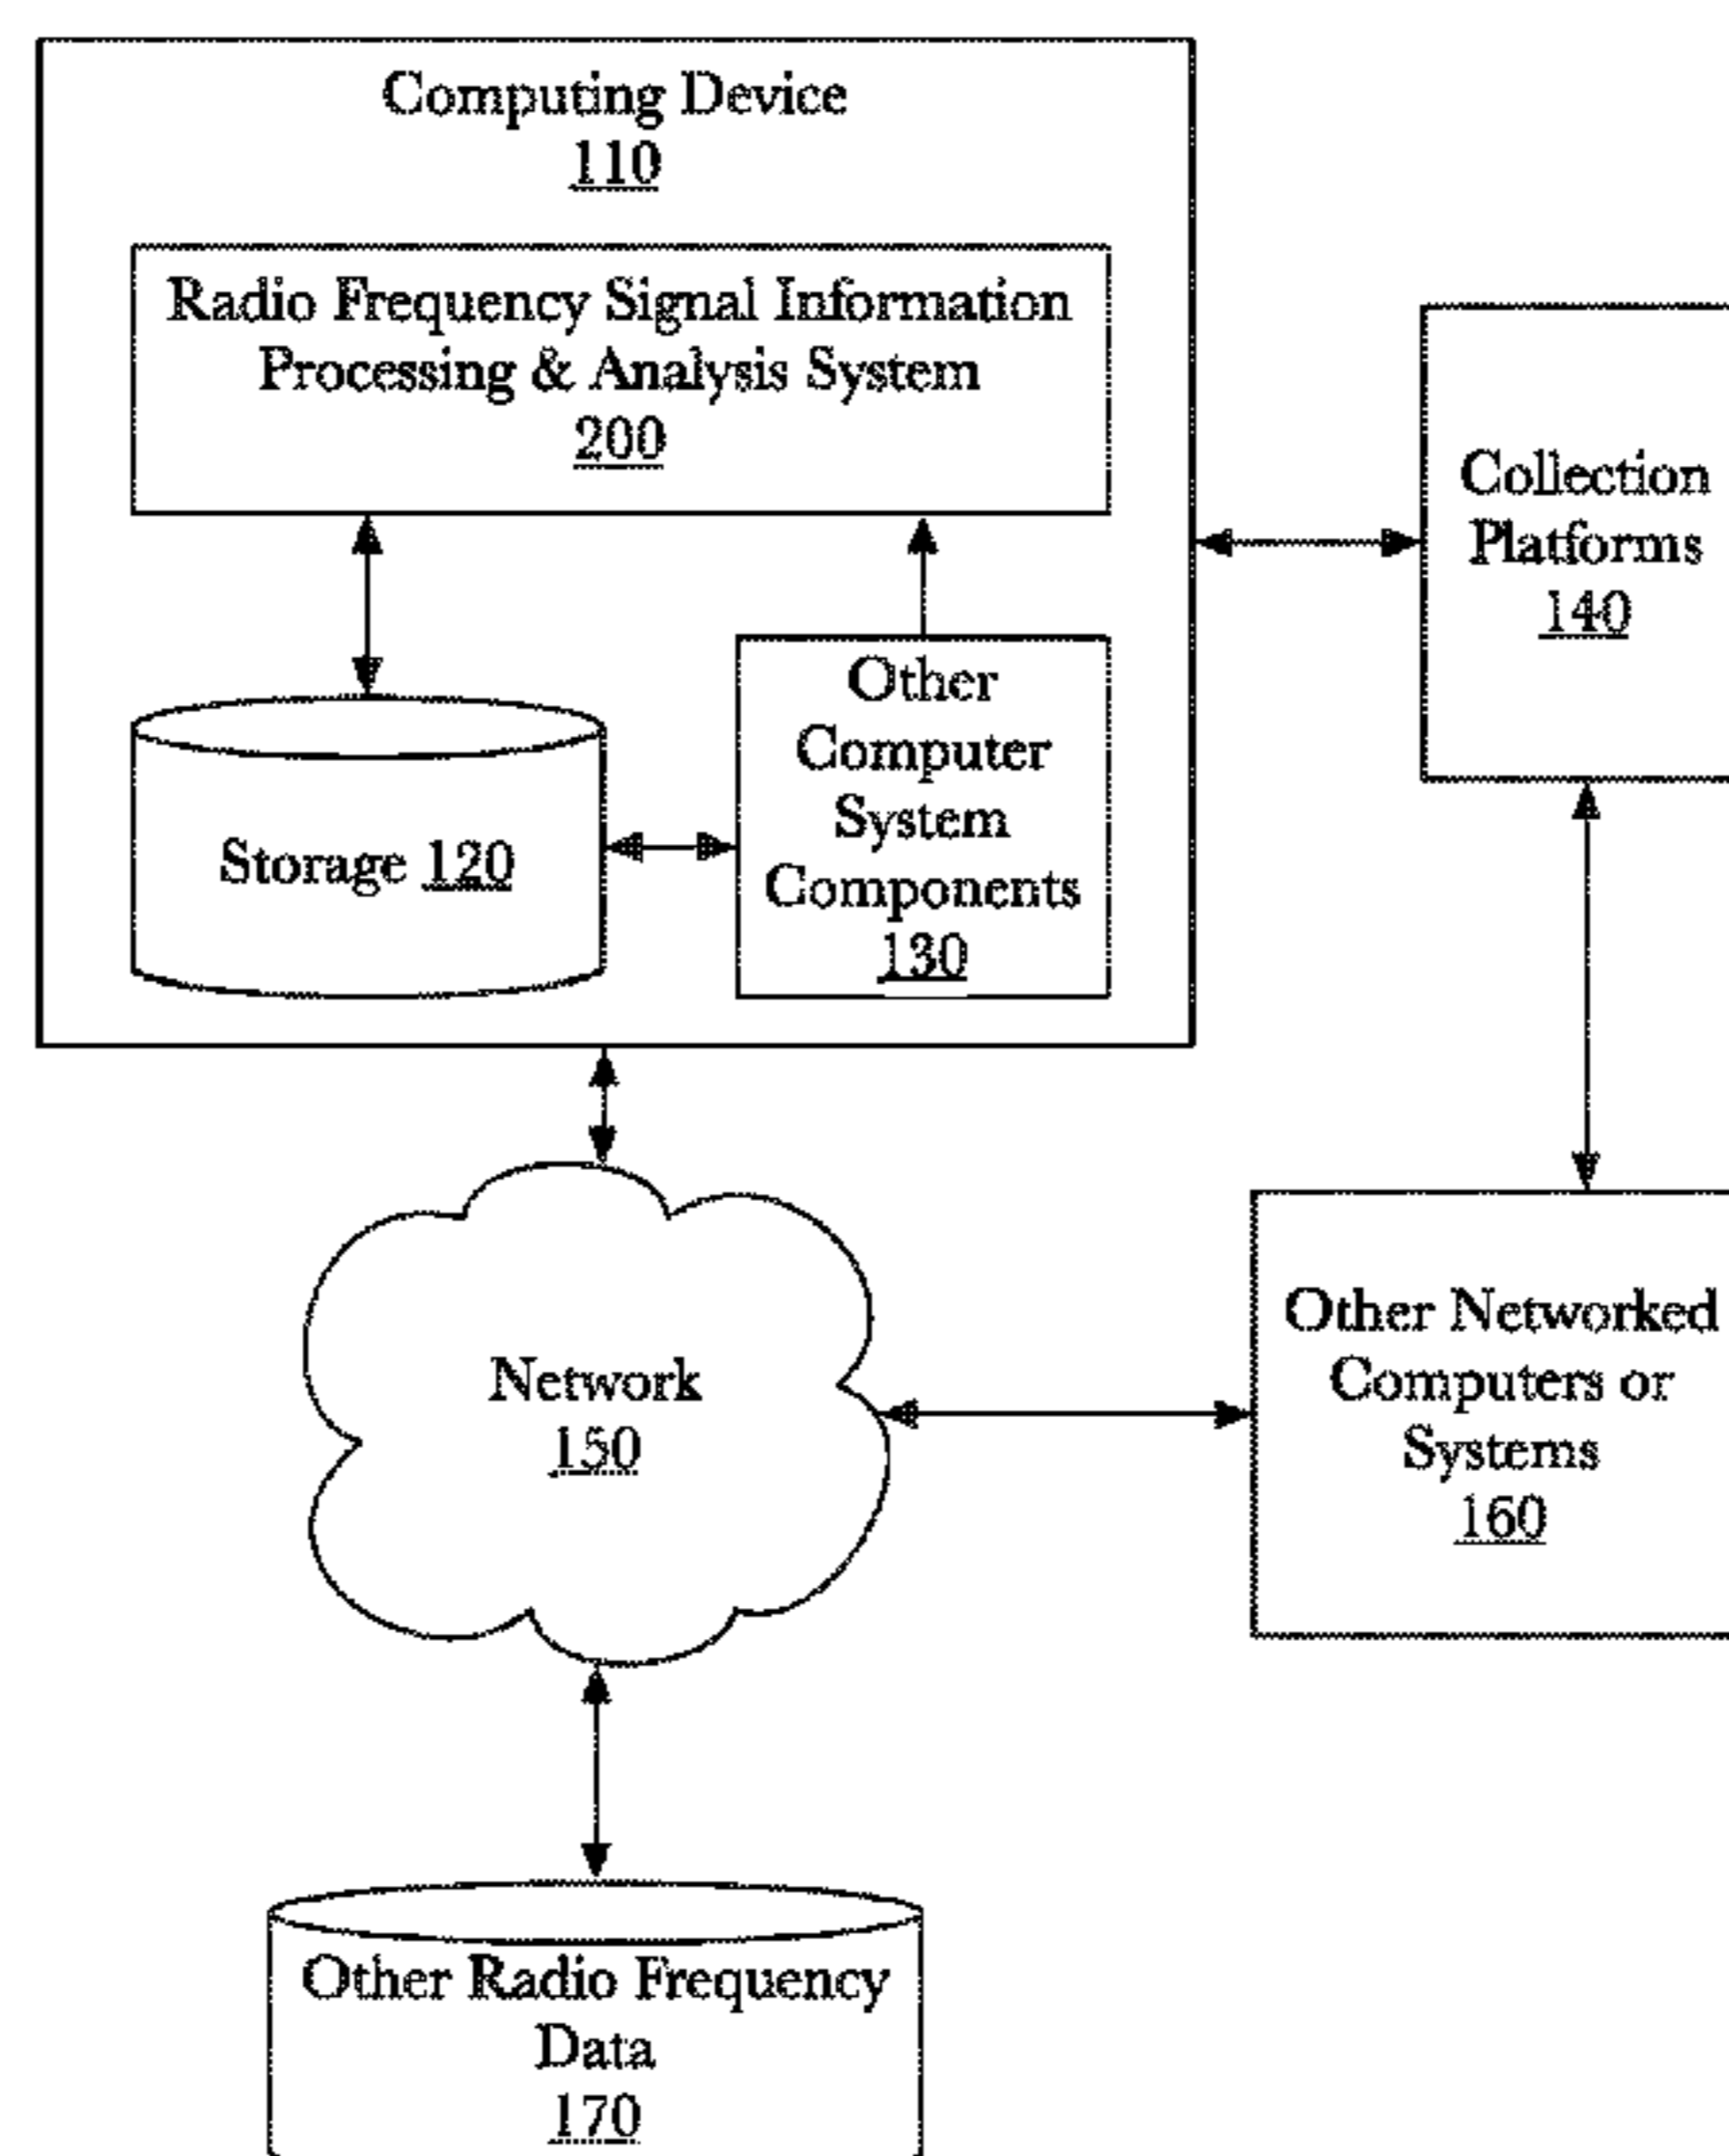 Computing Device
110
Radio Frequency Signal Information
Processing & Analysis System
200
Collection
Platforms
140
Other
Computer
System
Components
130
Storage 120
Network
150
Other Networked
Computers or
Systems
160
Other Radio Frequency
Data
170